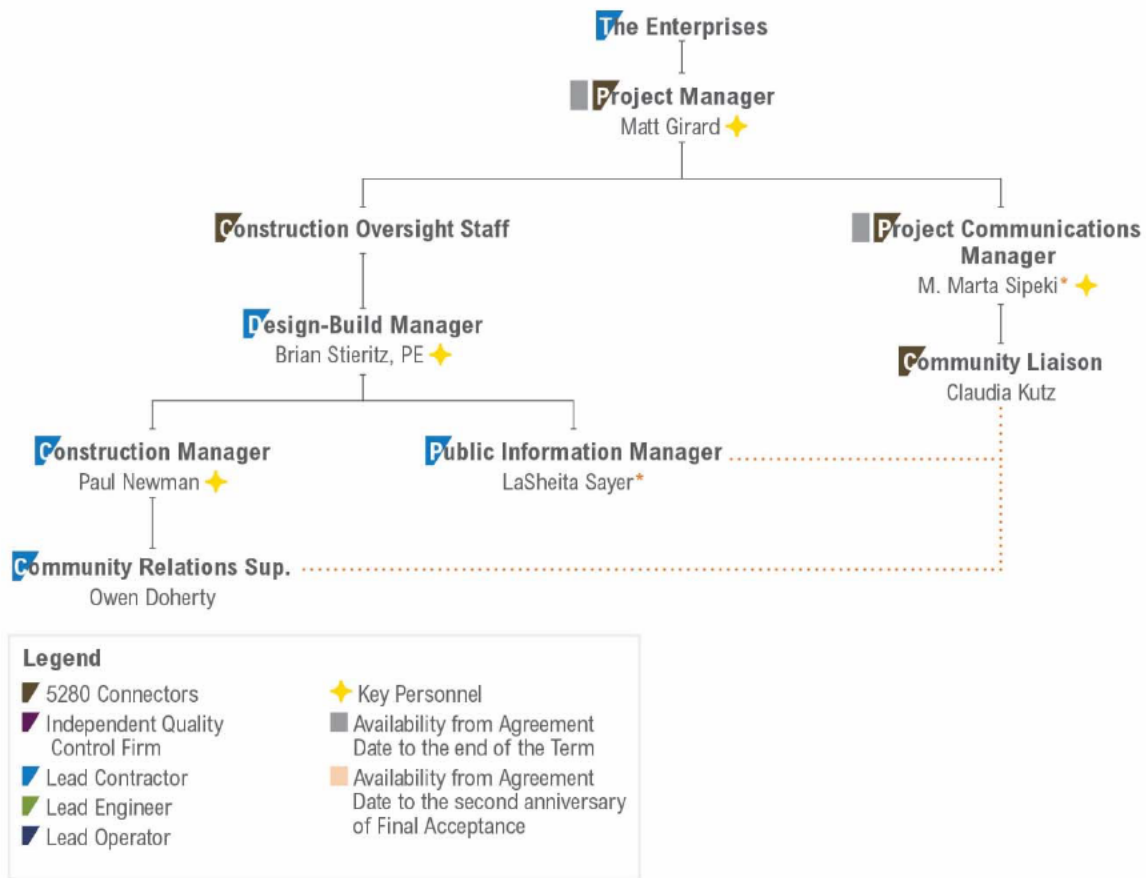 The Enterprises
Project Manager
Matt Girard
Construction Oversight Staff
Project Communications
Manager
M. Marta Sipeki*
Design-Build Manager
Brian Stieritz, PE
Community Liaison
Claudia Kutz
Construction Manager
Paul Newman
Public Information Manager
LaSheita Sayer*
Community Relations Sup.
Owen Doherty
Legend
5280 Connectors
Independent Quality
Control Firm
Lead Contractor
Lead Engineer
Lead Operator
Key Personnel
Availability from Agreement
Date to the end of the Term
Availability from Agreement
Date to the second anniversary
of Final Acceptance